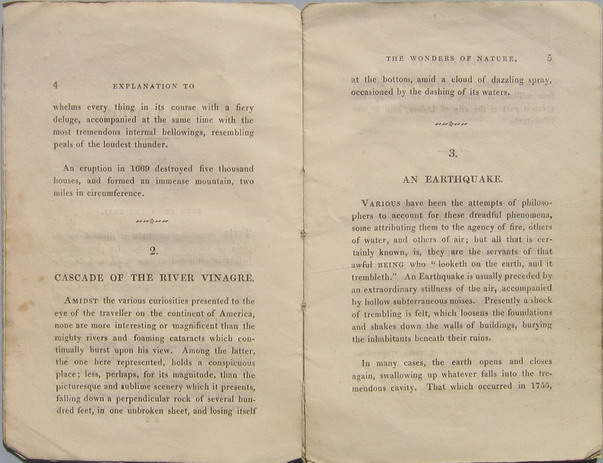 4 EXPLANATION TO
whelms every thing in its course with a fiery
deluge, accompanied at the same time with the
most tremendous internal bellowings, resembling
peals of the loudest thunder.
An eruption in 1669 destroyed five thousand
houses, and formed an immense mountain, two
miles in circumference.
2.
CASCADE OF THE RIVER VINAGRE.
AMIDST the various curiosities presented to the
eye of the traveller on the continent of America,
none are more interesting or magnificent than the
mighty rivers and foaming cataracts which con-
tinually burst upon his view. Among the latter,
the one here represented, holds a conspicuous
place; less, perhaps, for its magnitude, than the
picturesque and sublime scenery which it presents,
falling down a perpendicular rock of several hun-
dred feet, in one unbroken sheet, and losing itself
THE WONDERS OF NATURE. 5
at the bottom, amid a cloud of dazzling spray,
occasioned by the dashing of its waters.
3.
AN EARTHQUAKE.
VARIOUS have been the attempts of philoso-
phers to account for these dreadful phenomena,
some attributing them to the agency of fire, others
of water, and others of air; but all that is cer-
tainly known, is, they are the servants of that
awful BEING who "looketh on the earth, and it
trembleth." An Earthquake is usually preceded by
an extraordinary stillness of the air, accompanied
by hollow subterraneous noises. Presently a shock
of trembling is felt, which loosens the foundations
and shakes down the walls of buildings, burying
the inhabitants beneath their ruins.
In many cases, the earth opens and closes
again, swallowing up whatever falls into the tre-
mendous cavity. That which occurred in 1755,